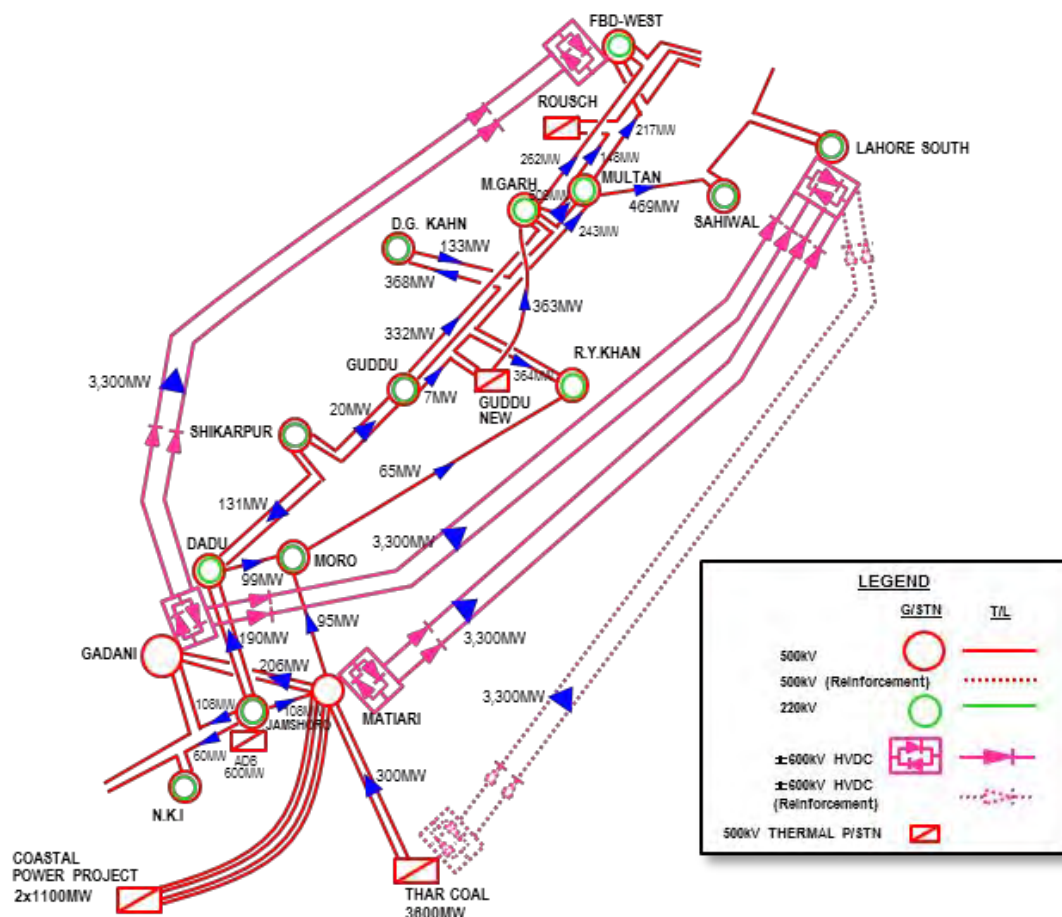 FBD-WEST
ROUSCH
217MW
262MW
146MW
LAHORE SOUTH
M.GARH
MULTAN
469MW
SAHIWAL
D.G. KAHN
133MW
243MW
368MW
363MW
332MW
R.Y.KHAN
GUDDU
7MW
364MW
GUDDU
NEW
3,300MW
20MW
SHIKARPUR
65MW
131MW
3,300MW
DADU
MORO
99MW
95MW
3,300MW
190MW
GADANI
206MW
MATIARI
3,300MW
108MW
108M
JAMSHORO
60MW
ADB
600MW
300MW
N.K.I
COASTAL
POWER PROJECT
2x1100MW
THAR COAL
3600MW
LEGEND
G/STN T/L
500kV
500kV (Reinforcement)
220kV
±600kV HVDC
±600kV HVDC
(Reinforcement)
500kV THERMAL P/STN